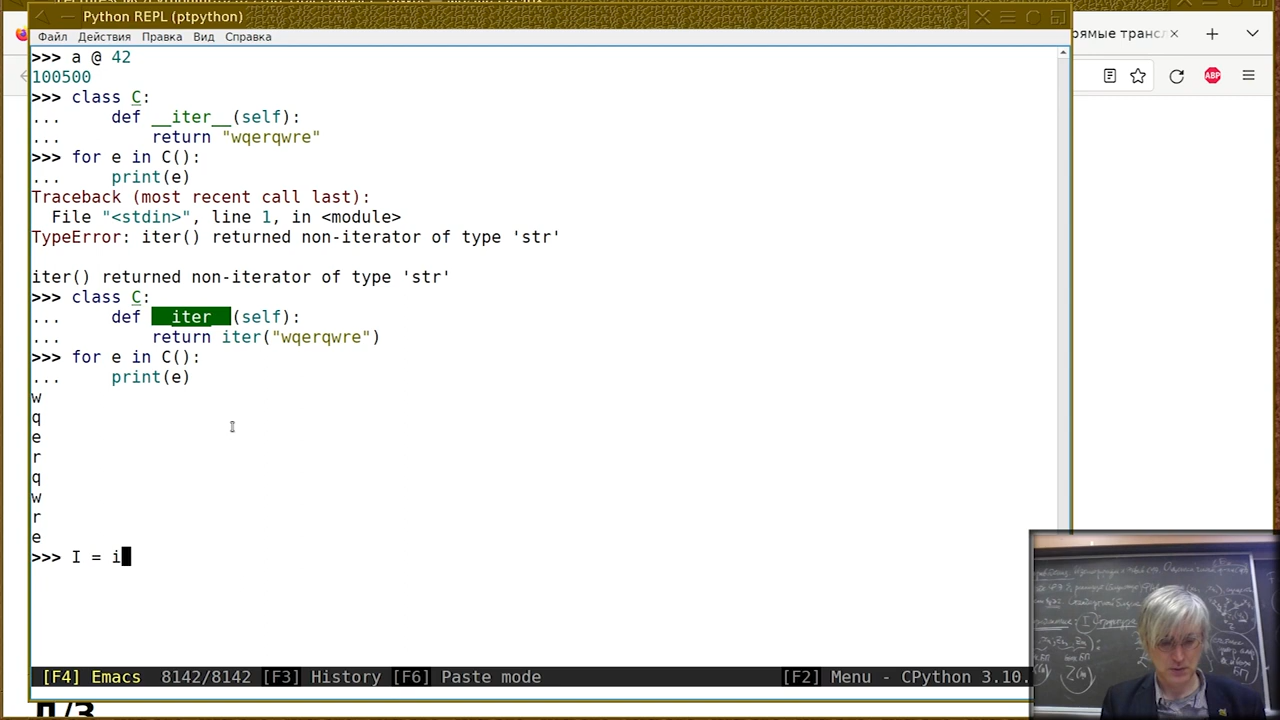 Python REPL (ptpython)
Файл Действия Правка Вид Справка
>>> a @ 42
100500
>>> class C:
...     def __iter__(self):
...         return "wqerqwre"
>>> for e in C():
...     print(e)
Traceback (most recent call last):
  File "<stdin>", line 1, in <module>
TypeError: iter() returned non-iterator of type 'str'
iter() returned non-iterator of type 'str'
>>> class C:
...     def __iter__(self):
...         return iter("wqerqwre")
>>> for e in C():
...     print(e)
w
q
e
r
q
w
r
e
>>> I = i
[F4] Emacs 8142/8142 [F3] History [F6] Paste mode [F2] Menu - CPython 3.10.
ABP